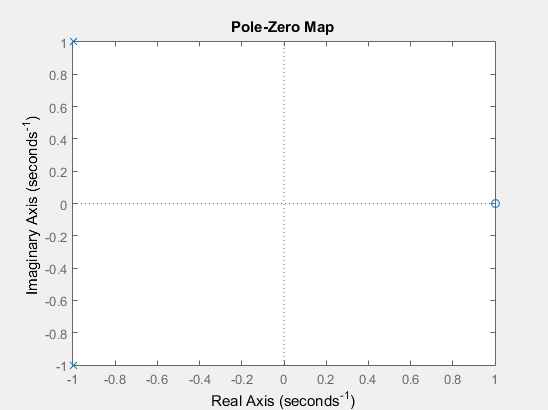 Pole-Zero Map
1
0.8
0.6
0.4
0.2
0
-0.2
-0.4
-0.6
-0.8
-1
Imaginary Axis (seconds⁻¹)
-1 -0.8 -0.6 -0.4 -0.2 0 0.2 0.4 0.6 0.8 1
Real Axis (seconds⁻¹)